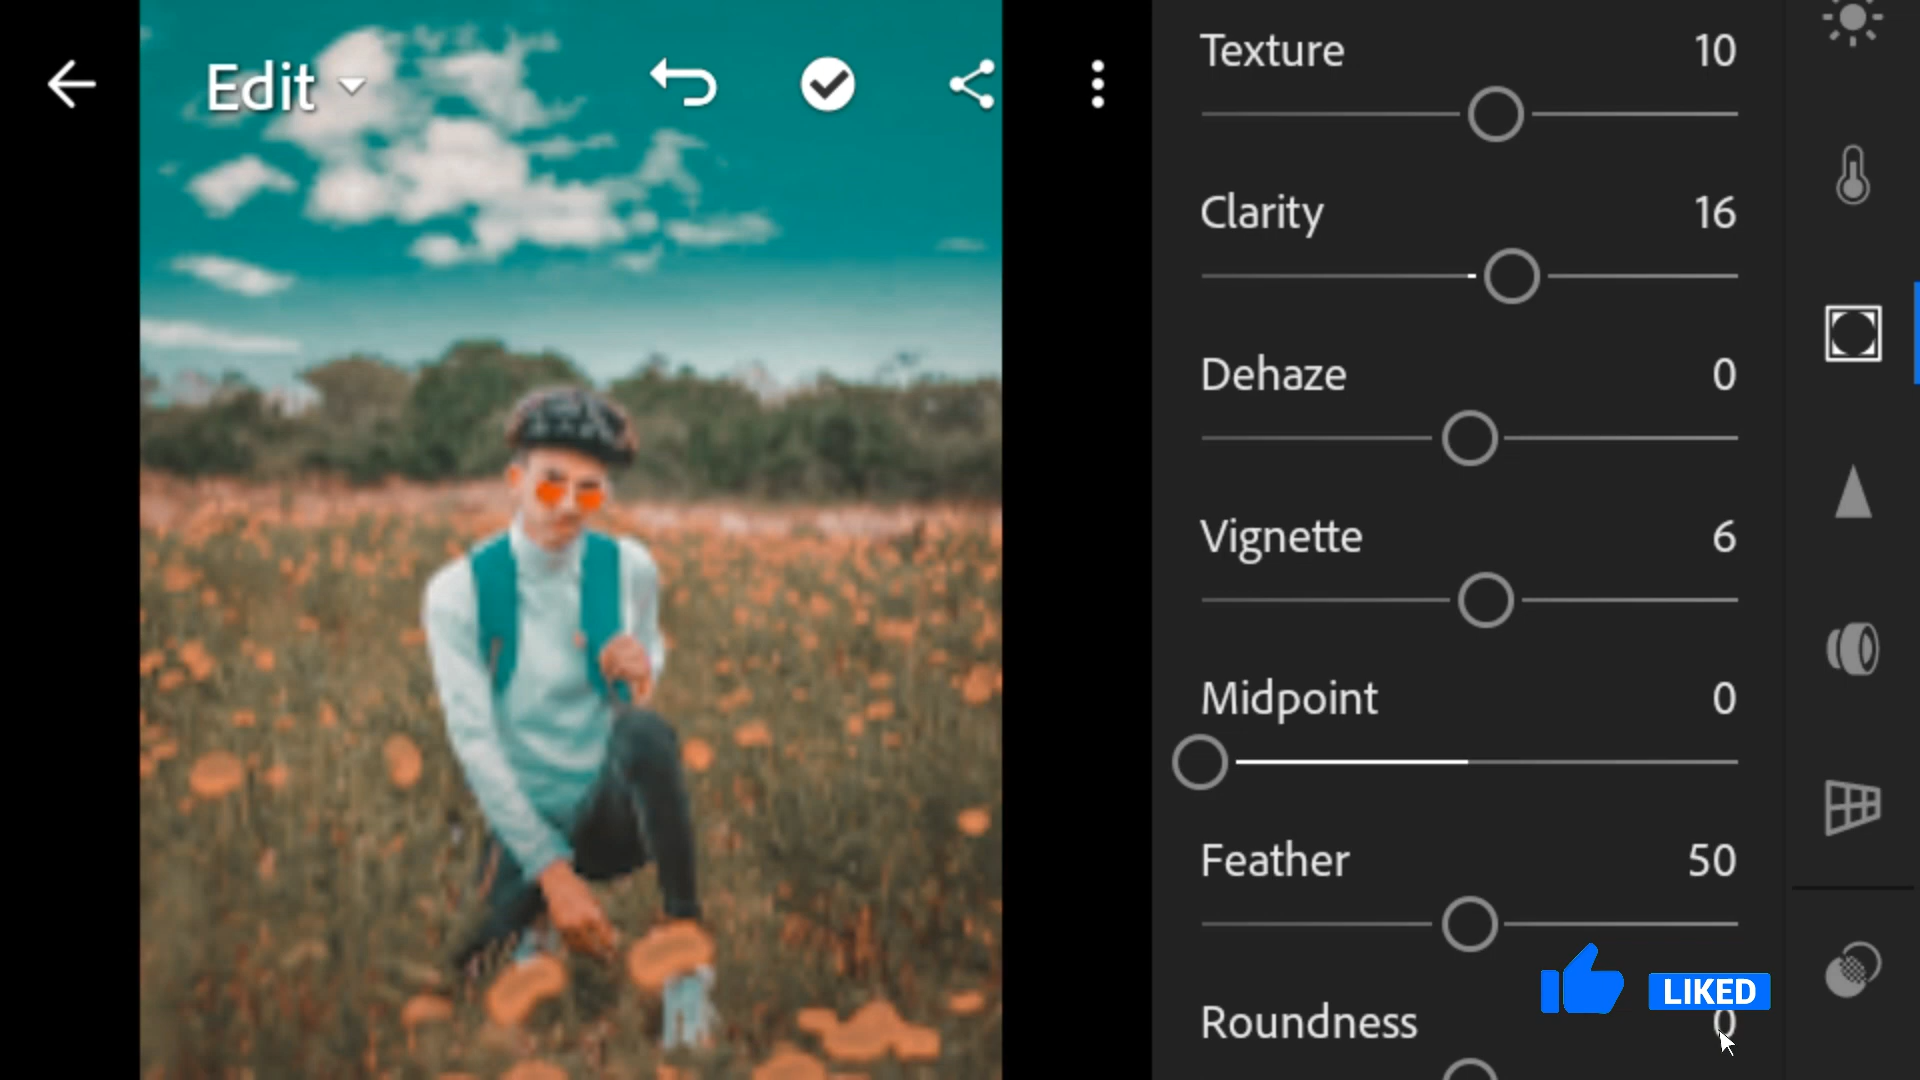 Edit
Texture 10
Clarity 16
Dehaze 0
Vignette 6
Midpoint 0
Feather 50
LIKED
Roundness 0